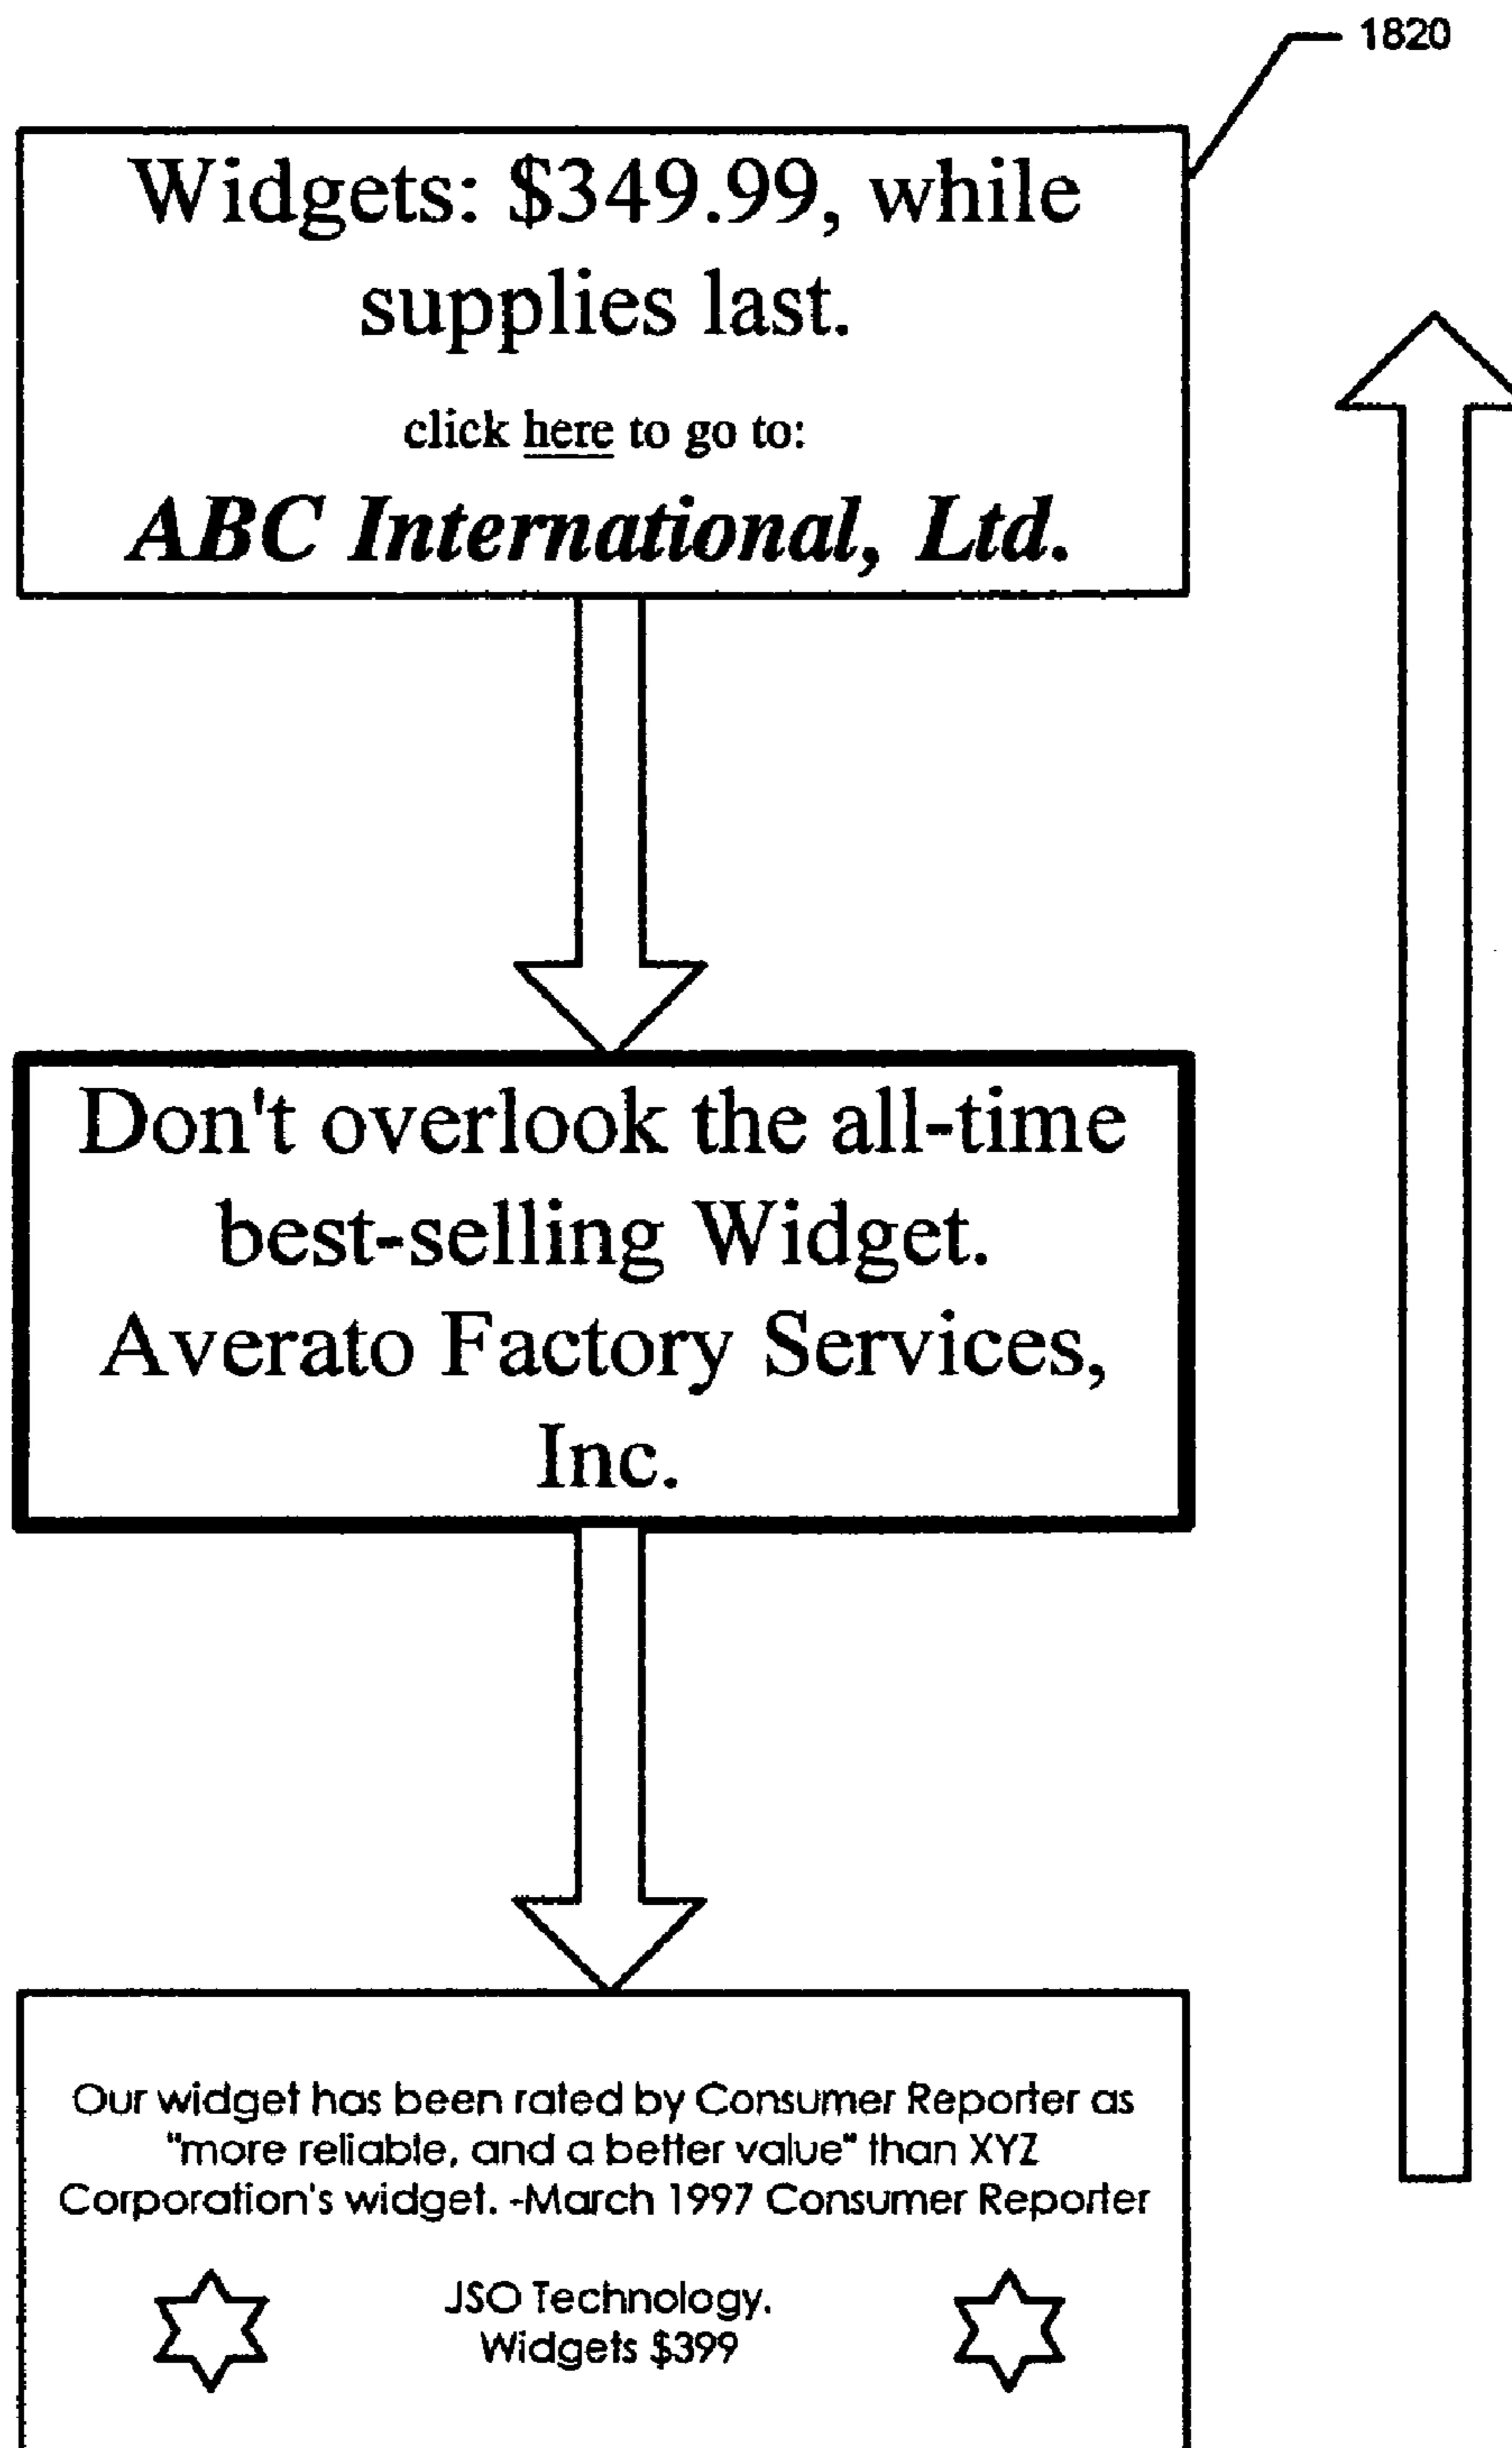 1820
Widgets: $349.99, while
supplies last.
click here to go to:
ABC International, Ltd.
Don't overlook the all-time
best-selling Widget.
Averato Factory Services,
Inc.
Our widget has been rated by Consumer Reporter as
"more reliable, and a better value" than XYZ
Corporation's widget. -March 1997 Consumer Reporter
JSO Technology.
Widgets $399